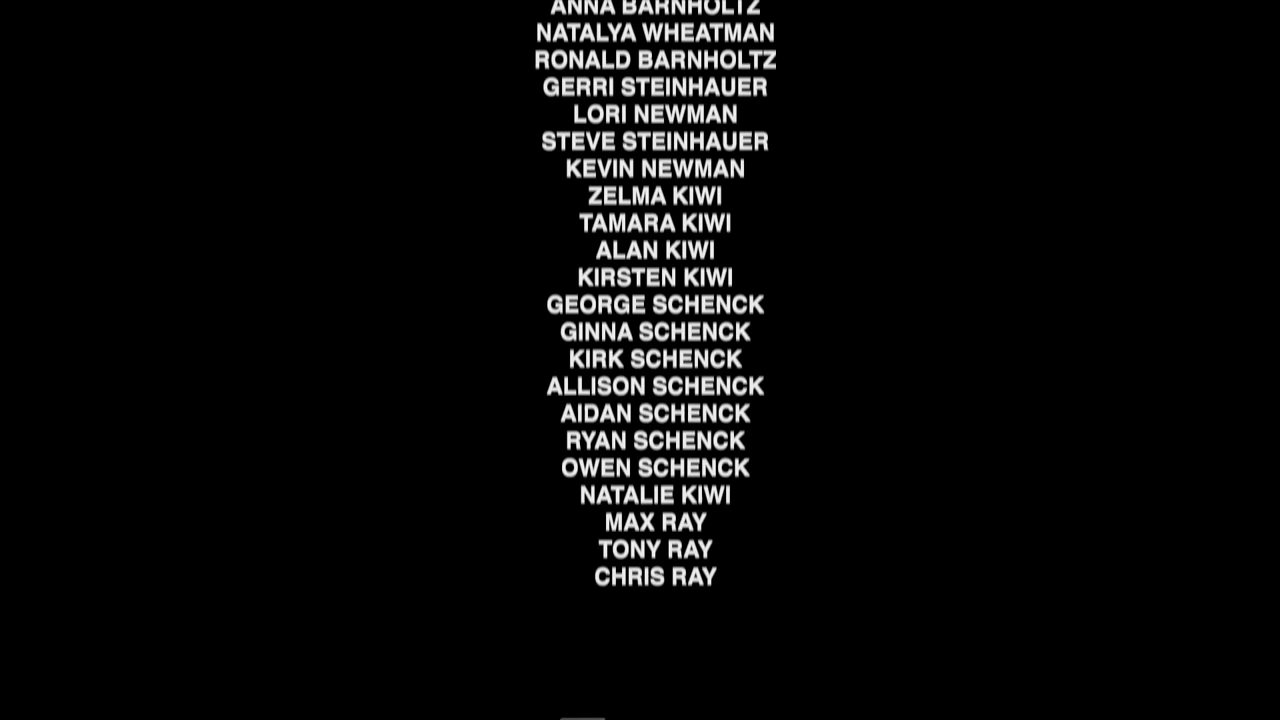 ANNA BARNHOLTZ
NATALYA WHEATMAN
RONALD BARNHOLTZ
GERRI STEINHAUER
LORI NEWMAN
STEVE STEINHAUER
KEVIN NEWMAN
ZELMA KIWI
TAMARA KIWI
ALAN KIWI
KIRSTEN KIWI
GEORGE SCHENCK
GINNA SCHENCK
KIRK SCHENCK
ALLISON SCHENCK
AIDAN SCHENCK
RYAN SCHENCK
OWEN SCHENCK
NATALIE KIWI
MAX RAY
TONY RAY
CHRIS RAY